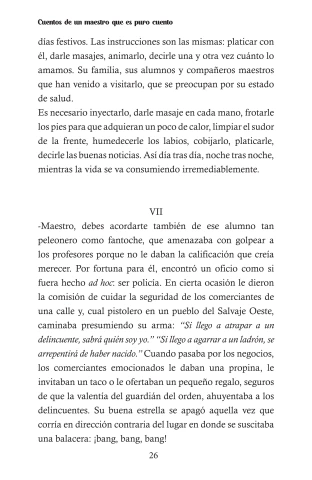 Cuentos de un maestro que es puro cuento
días festivos. Las instrucciones son las mismas: platicar con
él, darle masajes, animarlo, decirle una y otra vez cuánto lo
amamos. Su familia, sus alumnos y compañeros maestros
que han venido a visitarlo, que se preocupan por su estado
de salud.
Es necesario inyectarlo, darle masaje en cada mano, frotarle
los pies para que adquieran un poco de calor, limpiar el sudor
de la frente, humedecerle los labios, cobijarlo, platicarle,
decirle las buenas noticias. Así día tras día, noche tras noche,
mientras la vida se va consumiendo irremediablemente.
VII
-Maestro, debes acordarte también de ese alumno tan
peleonero como fantoche, que amenazaba con golpear a
los profesores porque no le daban la calificación que creía
merecer. Por fortuna para él, encontró un oficio como si
fuera hecho ad hoc: ser policía. En cierta ocasión le dieron
la comisión de cuidar la seguridad de los comerciantes de
una calle y, cual pistolero en un pueblo del Salvaje Oeste,
caminaba presumiendo su arma: “Si llego a atrapar a un
delincuente, sabrá quién soy yo.” “Si llego a agarrar a un ladrón, se
arrepentirá de haber nacido.” Cuando pasaba por los negocios,
los comerciantes emocionados le daban una propina, le
invitaban un taco o le ofertaban un pequeño regalo, seguros
de que la valentía del guardián del orden, ahuyentaba a los
delincuentes. Su buena estrella se apagó aquella vez que
corría en dirección contraria del lugar en donde se suscitaba
una balacera: ¡bang, bang, bang!
26